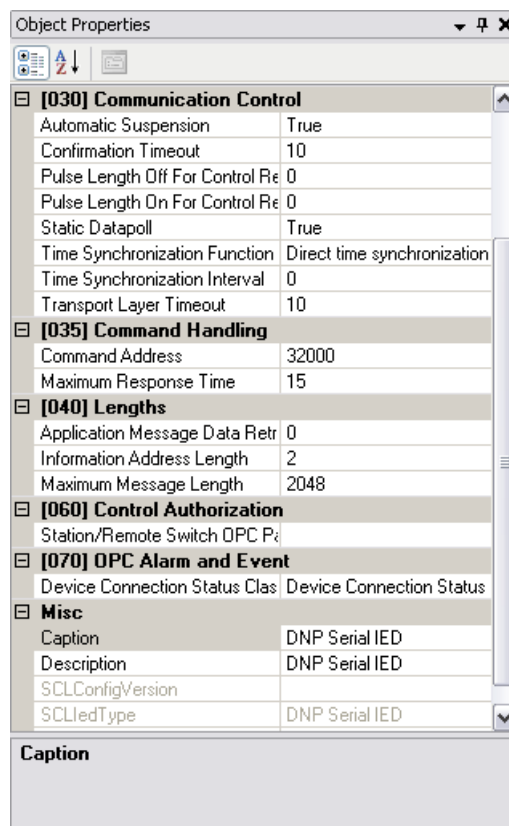 Object Properties
[030] Communication Control
Automatic Suspension True
Confirmation Timeout 10
Pulse Length Off For Control Re 0
Pulse Length On For Control Re 0
Static Datapoll True
Time Synchronization Function Direct time synchronization
Time Synchronization Interval 0
Transport Layer Timeout 10
[035] Command Handling
Command Address 32000
Maximum Response Time 15
[040] Lengths
Application Message Data Retr 0
Information Address Length 2
Maximum Message Length 2048
[060] Control Authorization
Station/Remote Switch OPC Pa
[070] OPC Alarm and Event
Device Connection Status Clas Device Connection Status
Misc
Caption DNP Serial IED
Description DNP Serial IED
SCLConfigVersion
SCLIedType DNP Serial IED
Caption